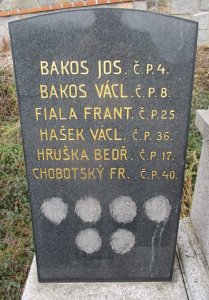 BAKOS JOS. Č.P.4.
BAKOS VÁCL. Č.P.8.
FIALA FRANT. Č.P.25.
HAŠEK VÁCL. Č.P.36.
HRUŠKA BEDŘ. Č.P.17.
CHOBOTSKÝ FR. Č.P.40.